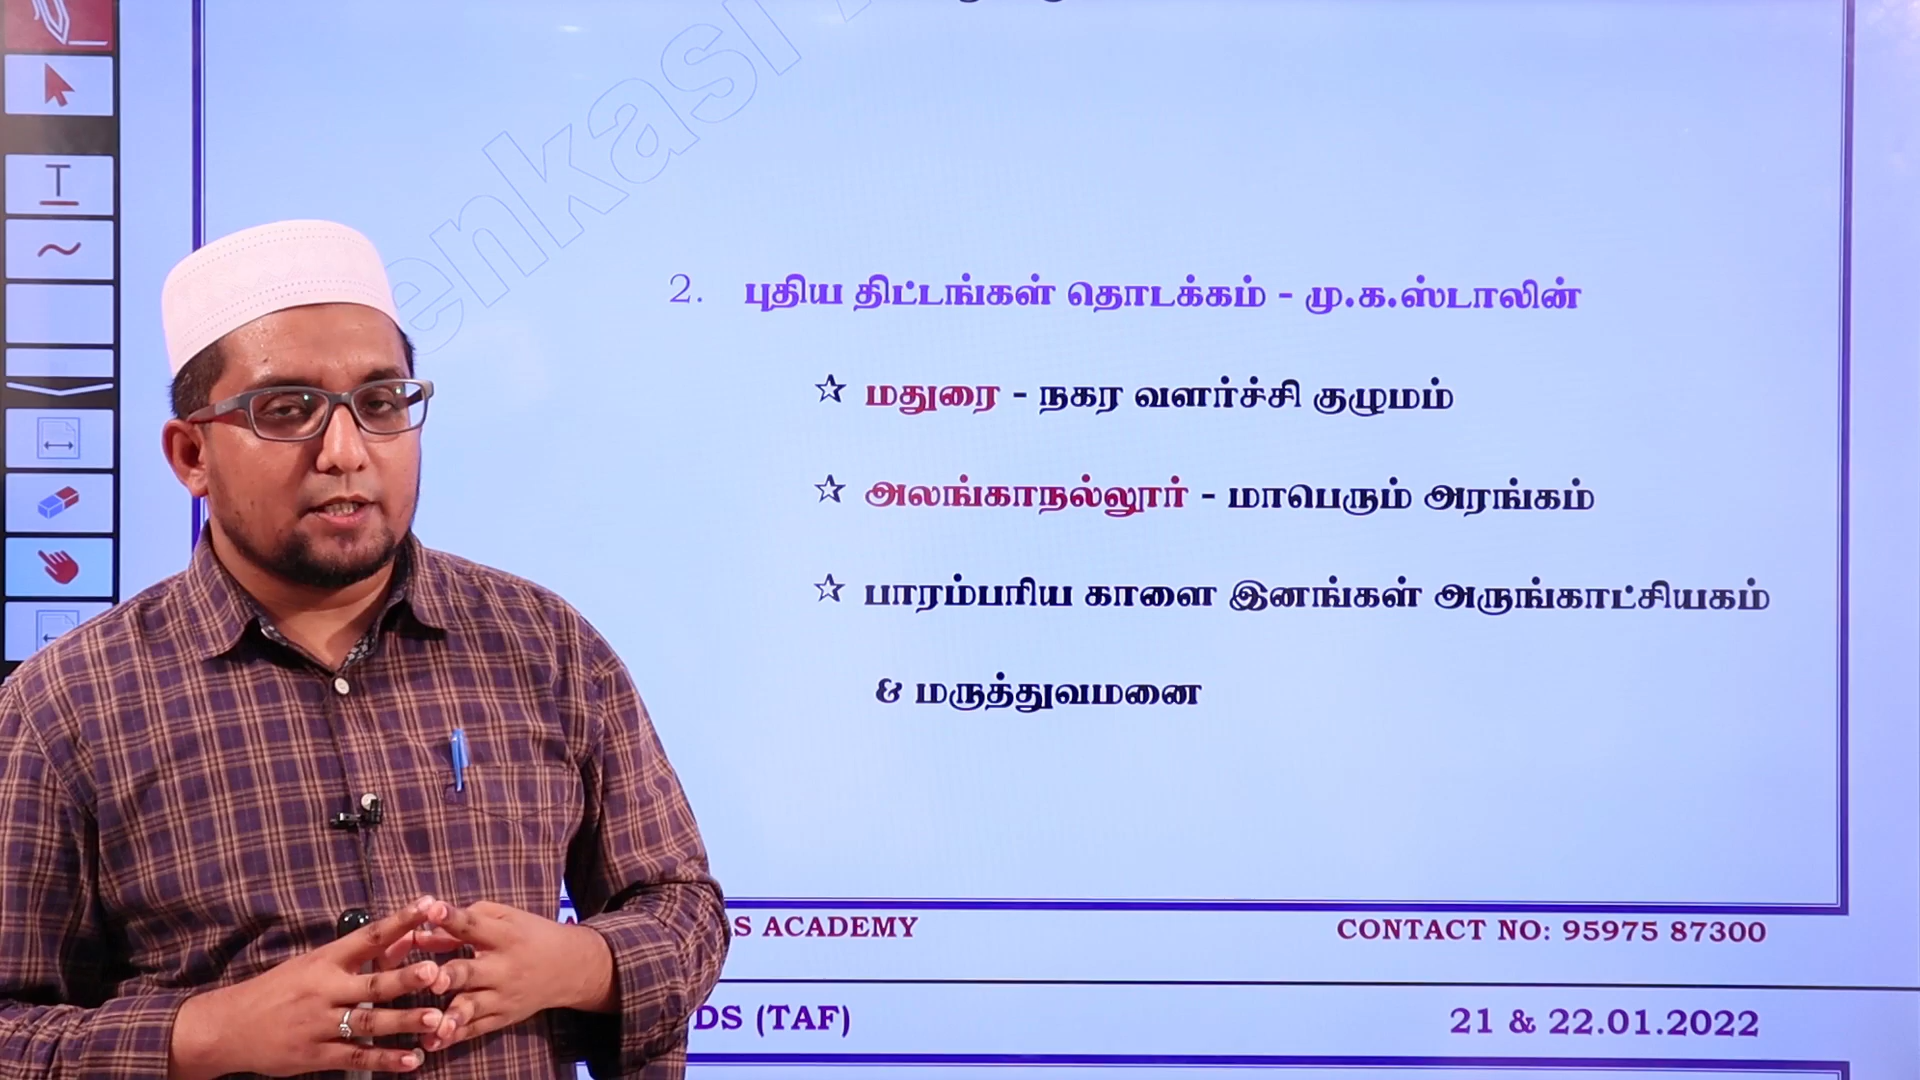 enkasi
2. புதிய திட்டங்கள் தொடக்கம் - மு.க.ஸ்டாலின்
☆ மதுரை - நகர வளர்ச்சி குழுமம்
☆ அலங்காநல்லூர் - மாபெரும் அரங்கம்
☆ பாரம்பரிய காளை இனங்கள் அருங்காட்சியகம்
& மருத்துவமனை
AS ACADEMY CONTACT NO: 95975 87300
DS (TAF) 21 & 22.01.2022